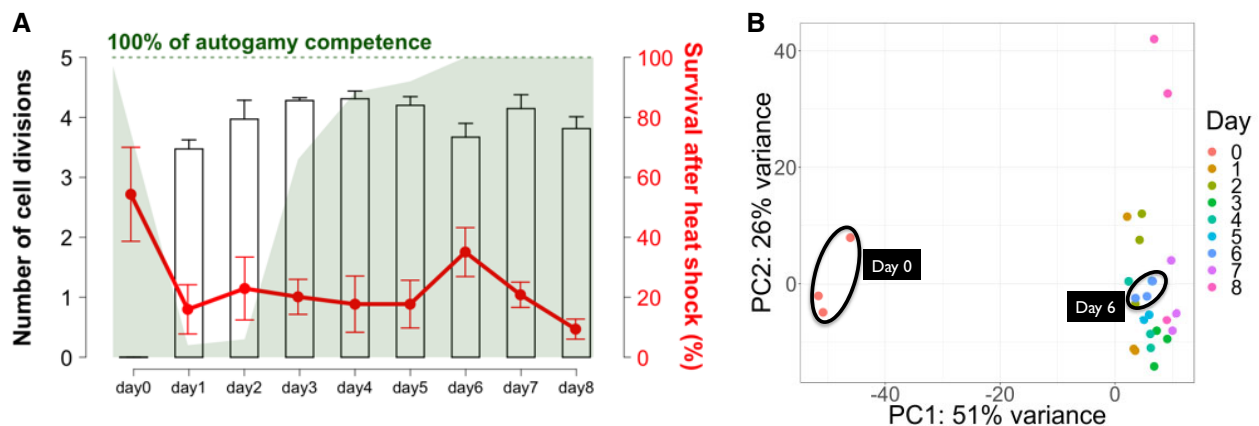 A
100% of autogamy competence
Number of cell divisions
5
4
3
2
1
0
100
80
60
40
20
0
Survival after heat shock (%)
day0 day1 day2 day3 day4 day5 day6 day7 day8
B
PC2: 26% variance
40
20
0
Day 0
Day 6
-40 -20 0
PC1: 51% variance
Day
0
1
2
3
4
5
6
7
8